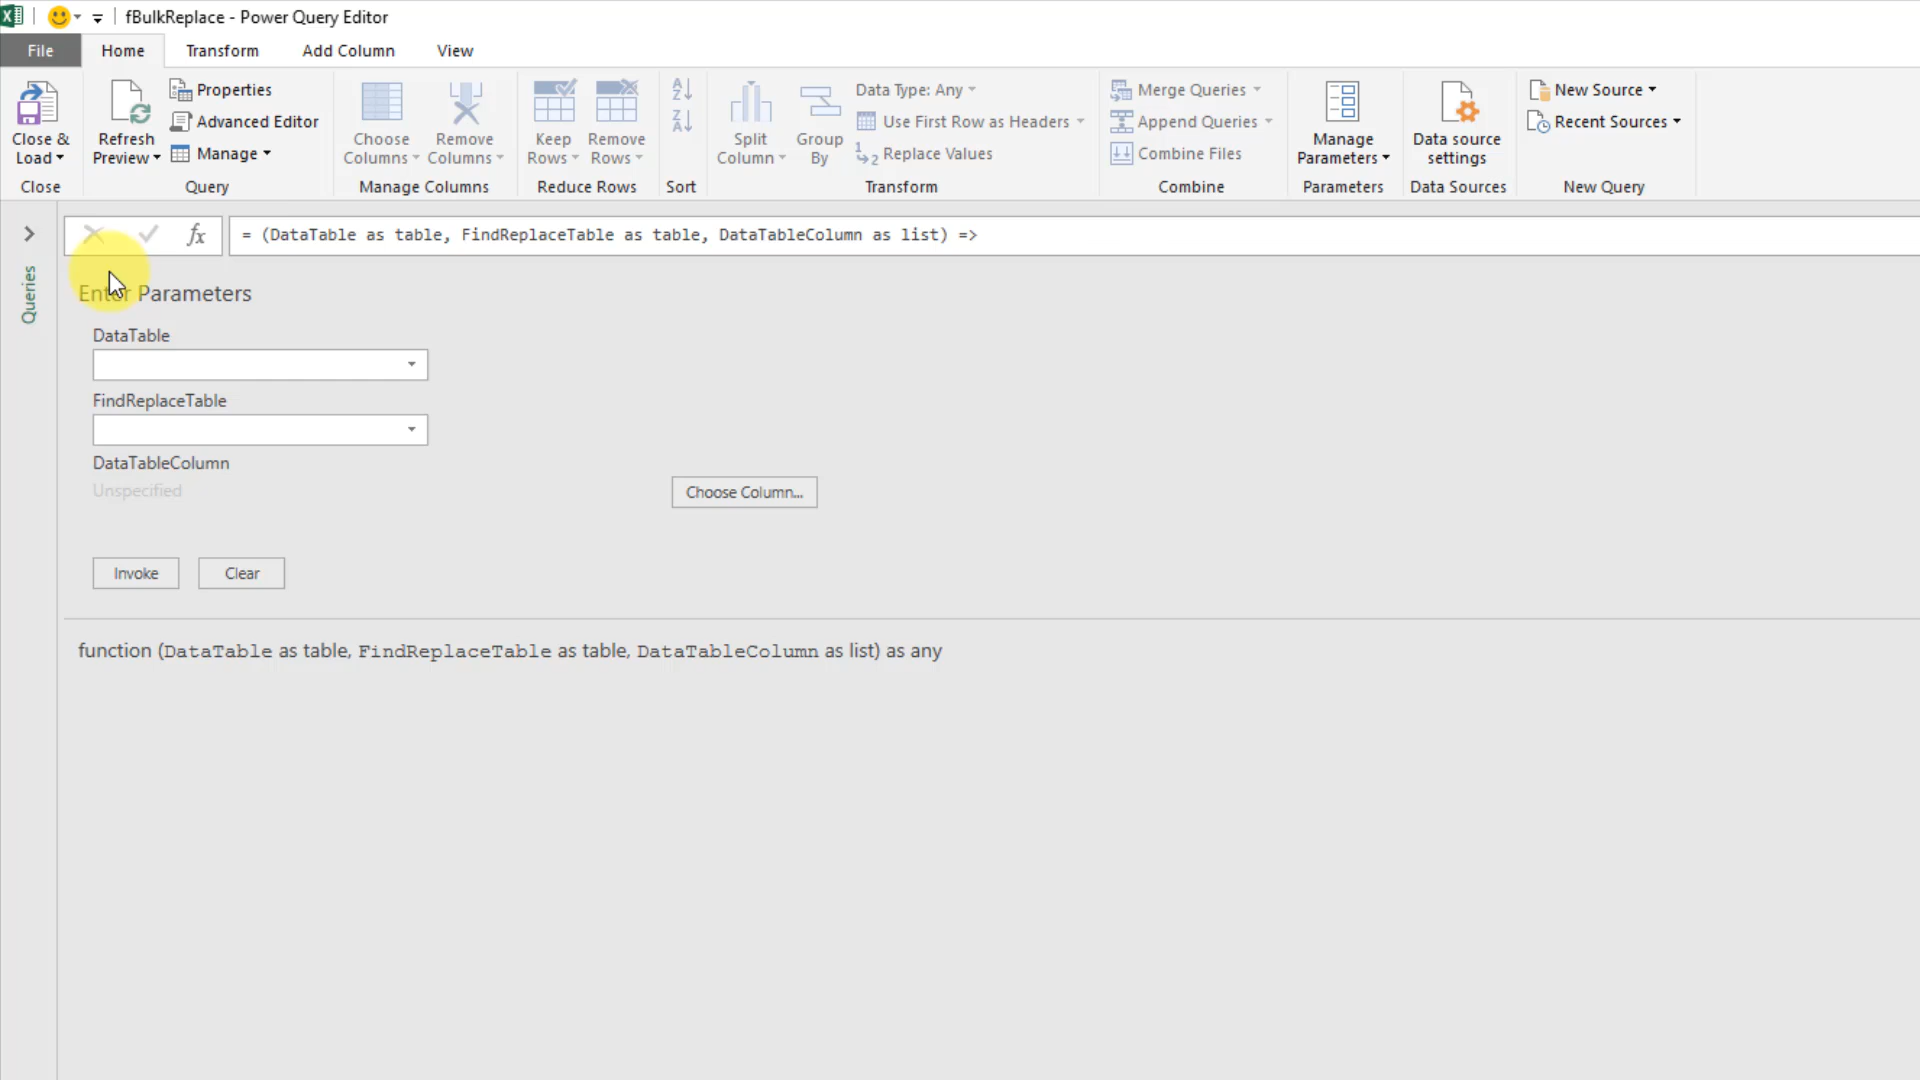 fBulkReplace - Power Query Editor
File Home Transform Add Column View
Close & Load
Refresh Preview
Properties
Advanced Editor
Manage
Choose Columns
Remove Columns
Keep Rows
Remove Rows
A Z
Z A
Split Column
Group By
Data Type: Any
Use First Row as Headers
1 2 Replace Values
Merge Queries
Append Queries
Combine Files
Manage Parameters
Data source settings
New Source
Recent Sources
Close Query Manage Columns Reduce Rows Sort Transform Combine Parameters Data Sources New Query
fx = (DataTable as table, FindReplaceTable as table, DataTableColumn as list) =>
Queries
Enter Parameters
DataTable
FindReplaceTable
DataTableColumn
Unspecified
Choose Column...
Invoke Clear
function (DataTable as table, FindReplaceTable as table, DataTableColumn as list) as any